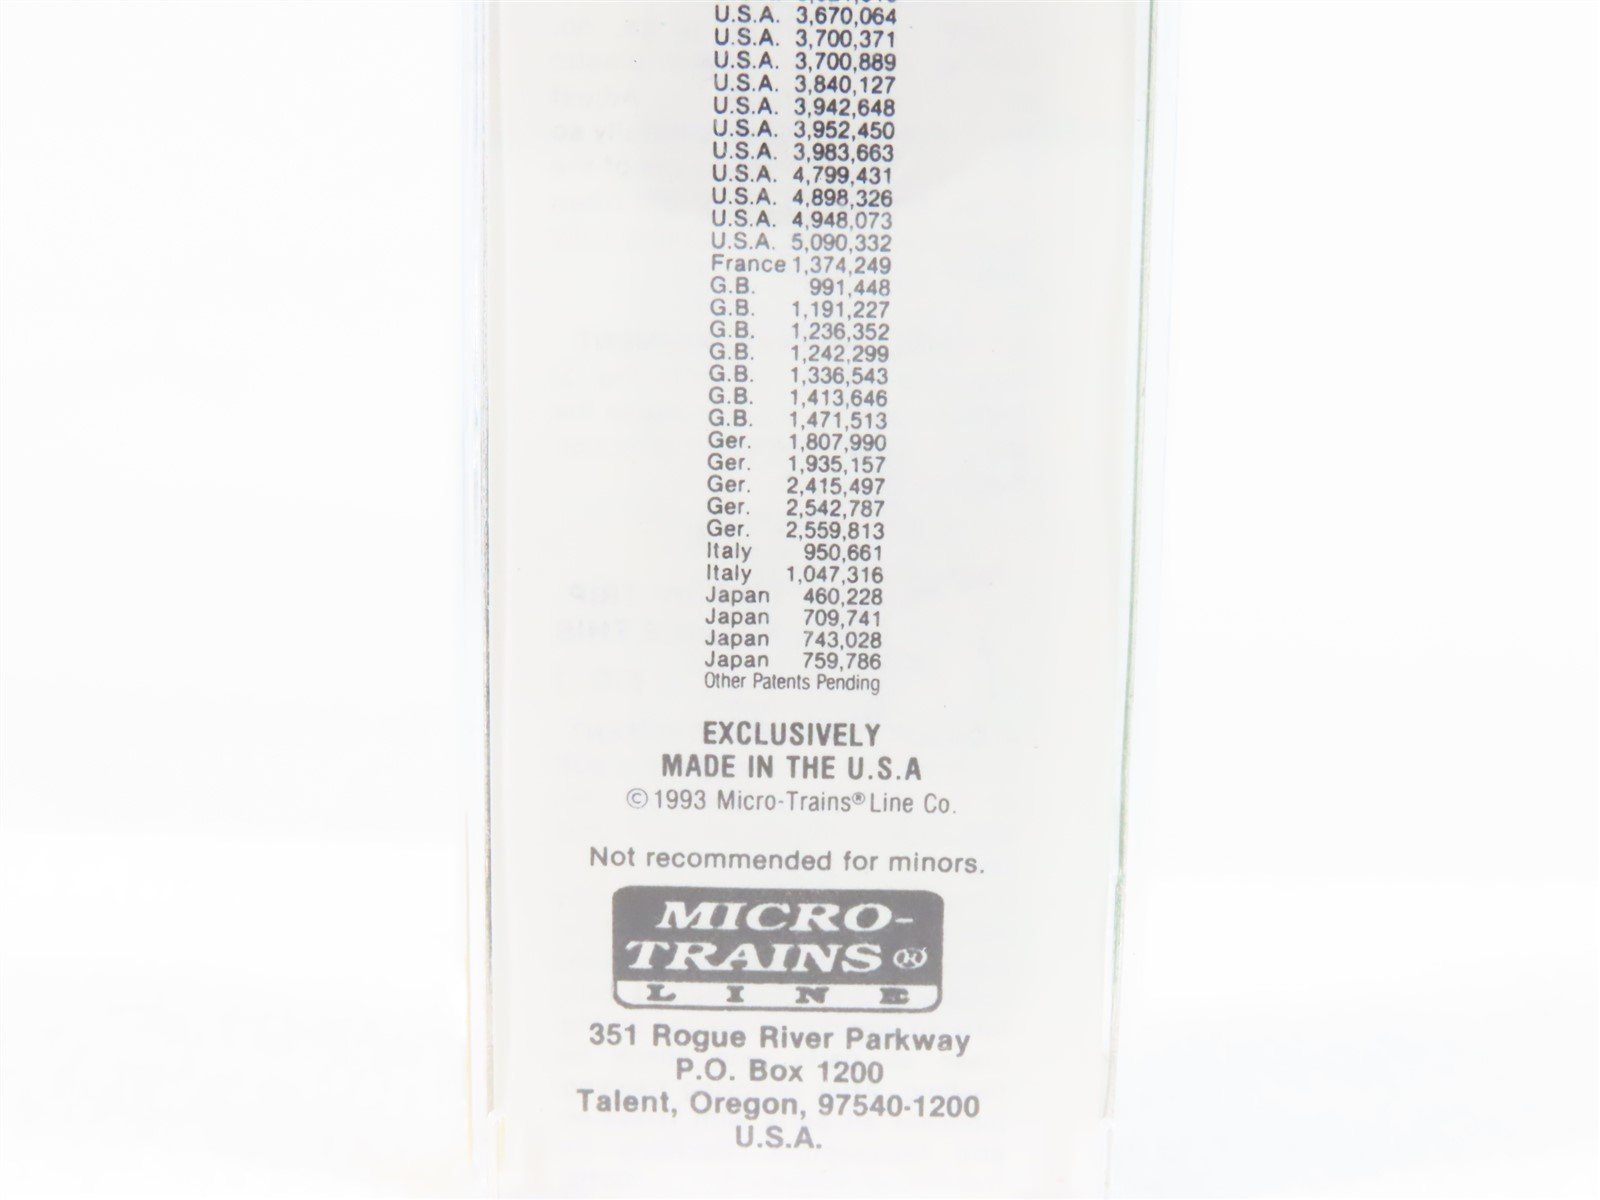 U.S.A. 3,670,064
U.S.A. 3,700,371
U.S.A. 3,700,889
U.S.A. 3,840,127
U.S.A. 3,942,648
U.S.A. 3,952,450
U.S.A. 3,983,663
U.S.A. 4,799,431
U.S.A. 4,898,326
U.S.A. 4,948,073
U.S.A. 5,090,332
France 1,374,249
G.B. 991,448
G.B. 1,191,227
G.B. 1,236,352
G.B. 1,242,299
G.B. 1,336,543
G.B. 1,413,646
G.B. 1,471,513
Ger. 1,807,990
Ger. 1,935,157
Ger. 2,415,497
Ger. 2,542,787
Ger. 2,559,813
Italy 950,661
Italy 1,047,316
Japan 460,228
Japan 709,741
Japan 743,028
Japan 759,786
Other Patents Pending
EXCLUSIVELY
MADE IN THE U.S.A
©1993 Micro-Trains® Line Co.
Not recommended for minors.
MICRO-
TRAINS ®
LINE
351 Rogue River Parkway
P.O. Box 1200
Talent, Oregon, 97540-1200
U.S.A.